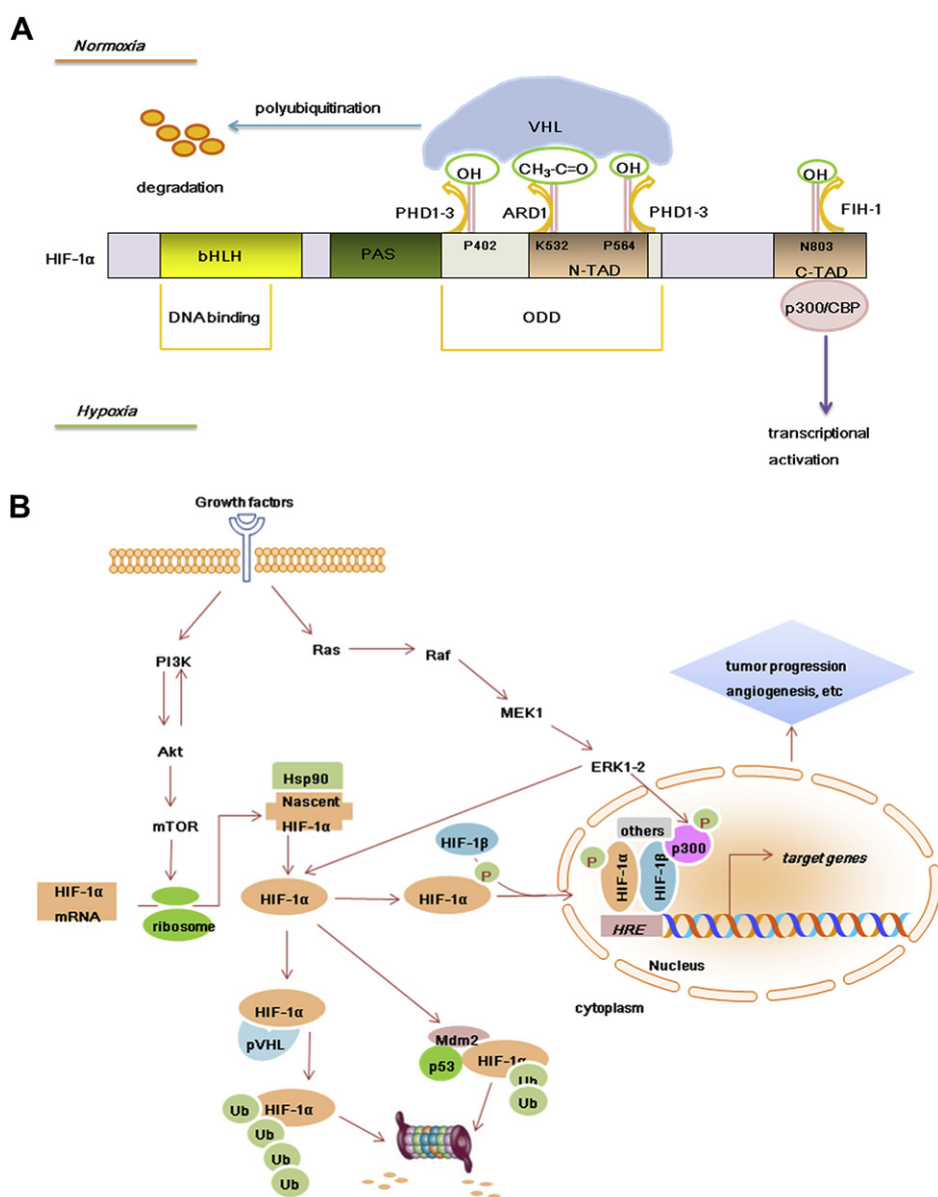 A
Normoxia
polyubiquitination
VHL
OH
CH₃-C=O
OH
OH
degradation
PHD1-3
ARD1
PHD1-3
FIH-1
HIF-1α
bHLH
PAS
P402
K532
P564
N-TAD
N803
C-TAD
DNA binding
ODD
p300/CBP
Hypoxia
transcriptional
activation
B
Growth factors
PI3K
Ras
Raf
MEK1
ERK1-2
tumor progression
angiogenesis, etc
Akt
mTOR
Hsp90
Nascent
HIF-1α
HIF-1α
mRNA
ribosome
HIF-1α
HIF-1β
P
HIF-1α
others
P
p300
P
HIF-1α
HIF-1β
target genes
HRE
Nucleus
cytoplasm
HIF-1α
pVHL
Mdm2
p53
HIF-1α
Ub
Ub
Ub
HIF-1α
Ub
Ub
Ub